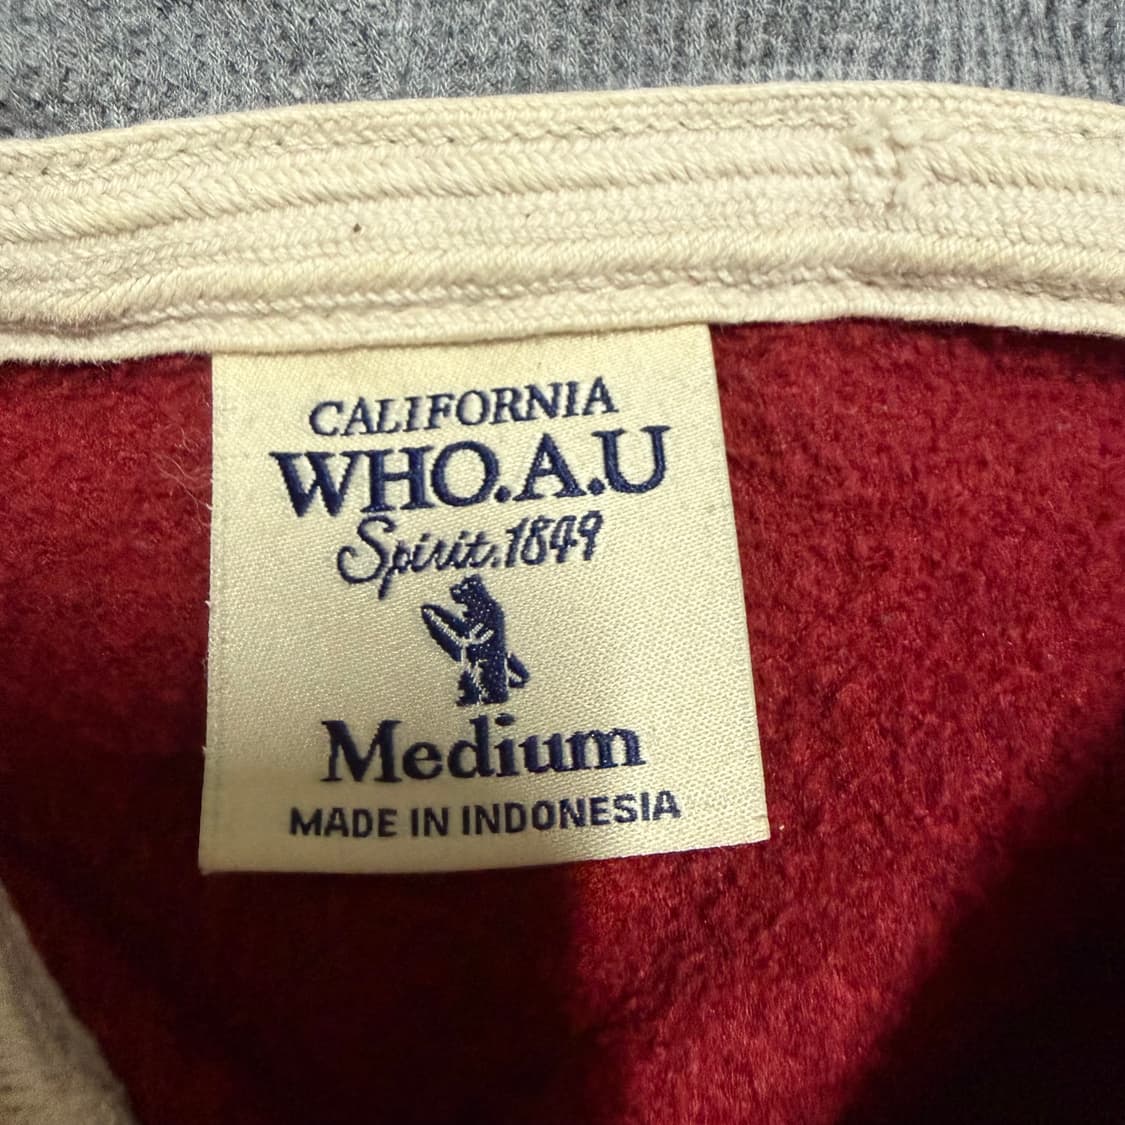 CALIFORNIA
WHO.A.U
Spirit.1849
Medium
MADE IN INDONESIA